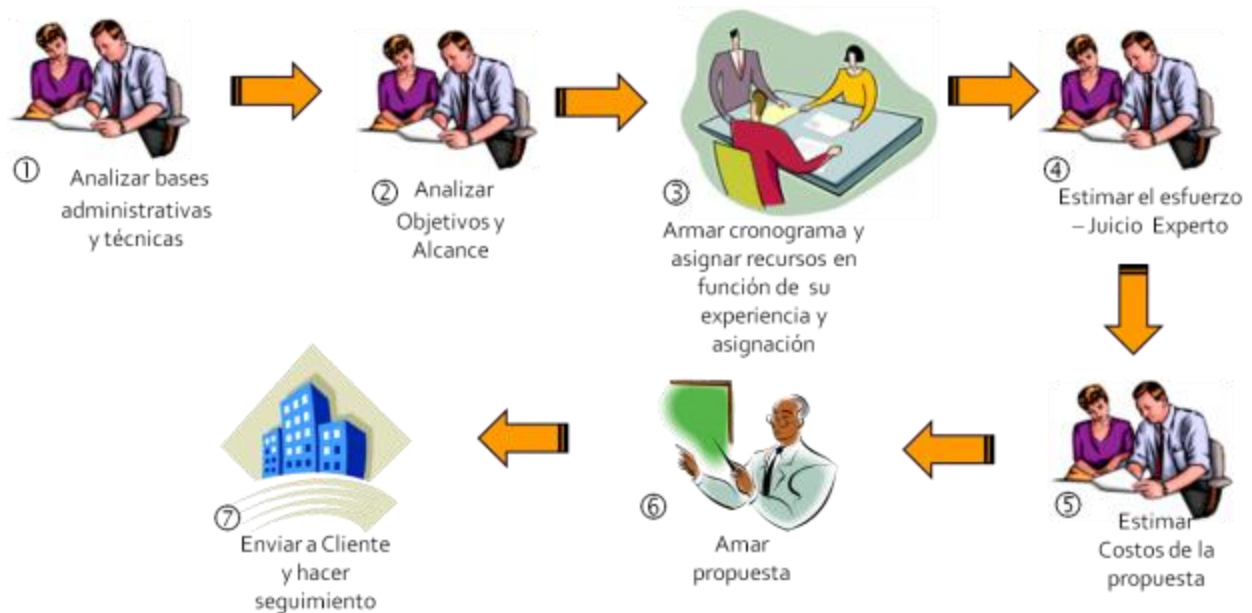 ①
Analizar bases
administrativas
y técnicas
②
Analizar
Objetivos y
Alcance
③
Armar cronograma y
asignar recursos en
función de su
experiencia y
asignación
④
Estimar el esfuerzo
– Juicio Experto
⑤
Estimar
Costos de la
propuesta
⑥
Amar
propuesta
⑦
Enviar a Cliente
y hacer
seguimiento